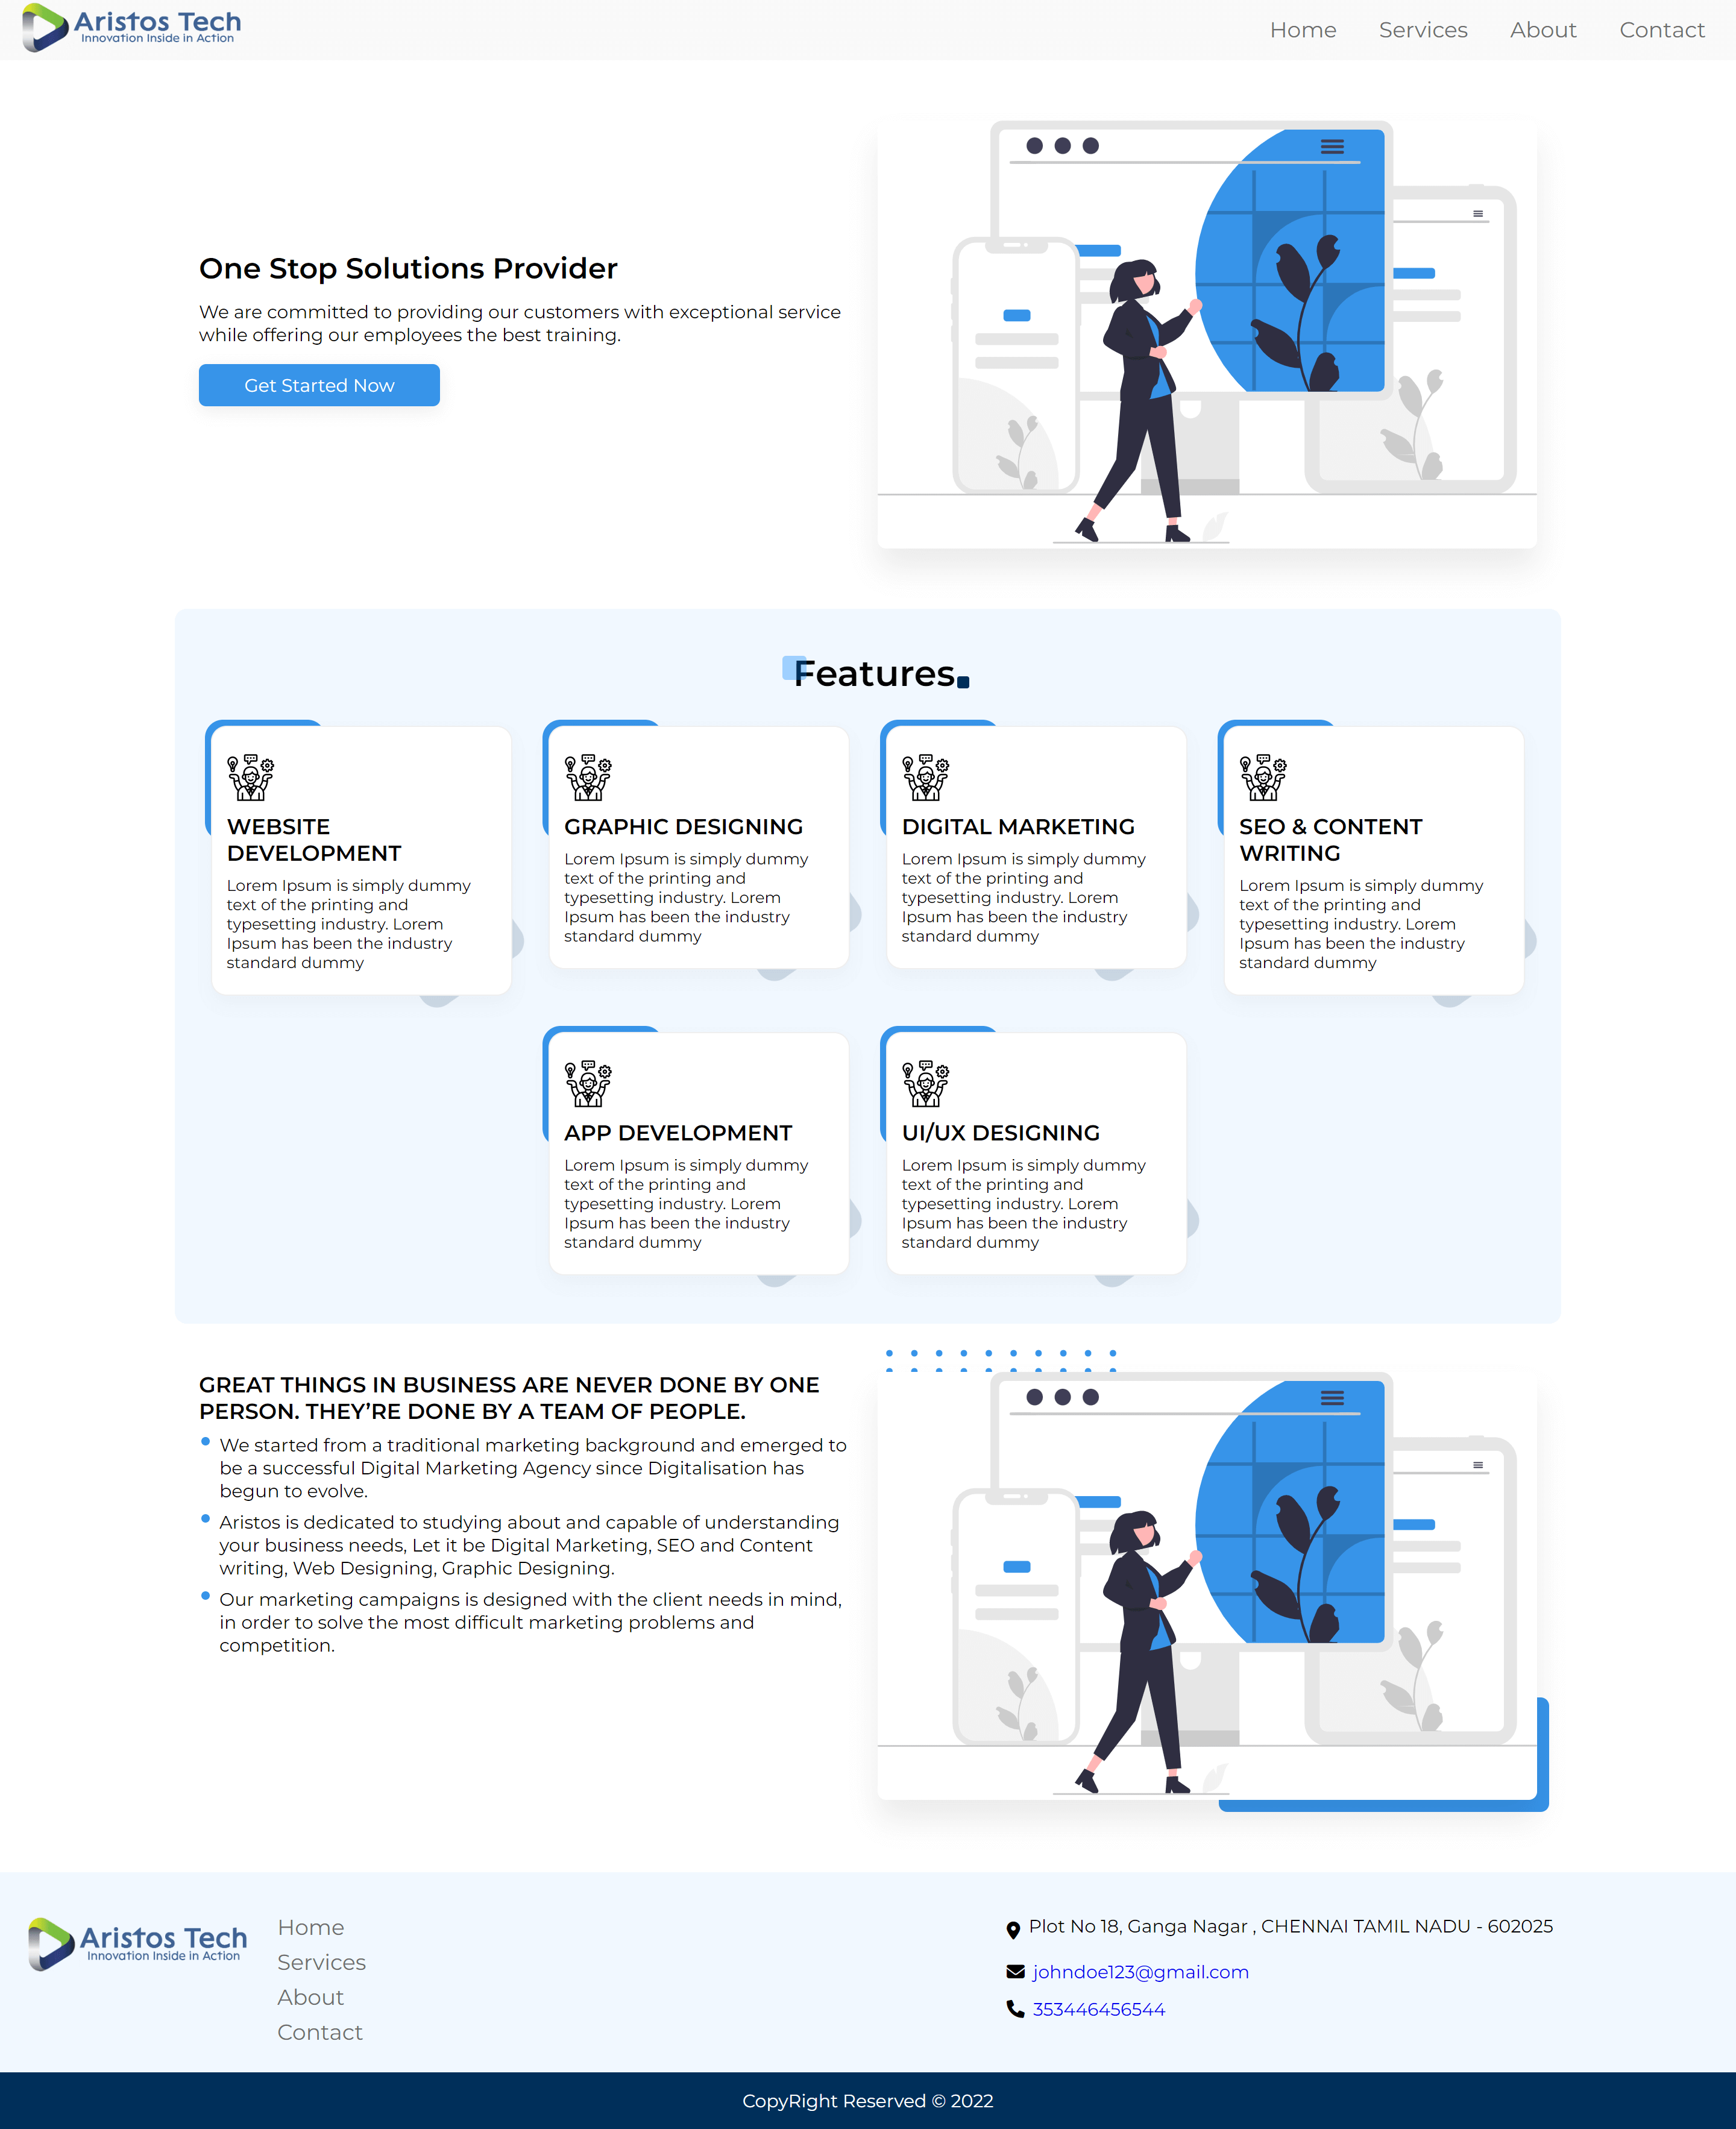 Aristos Tech
Innovation Inside in Action
Home Services About Contact
One Stop Solutions Provider
We are committed to providing our customers with exceptional service
while offering our employees the best training.
Get Started Now
Features
WEBSITE
DEVELOPMENT
Lorem Ipsum is simply dummy
text of the printing and
typesetting industry. Lorem
Ipsum has been the industry
standard dummy
GRAPHIC DESIGNING
Lorem Ipsum is simply dummy
text of the printing and
typesetting industry. Lorem
Ipsum has been the industry
standard dummy
DIGITAL MARKETING
Lorem Ipsum is simply dummy
text of the printing and
typesetting industry. Lorem
Ipsum has been the industry
standard dummy
SEO & CONTENT
WRITING
Lorem Ipsum is simply dummy
text of the printing and
typesetting industry. Lorem
Ipsum has been the industry
standard dummy
APP DEVELOPMENT
Lorem Ipsum is simply dummy
text of the printing and
typesetting industry. Lorem
Ipsum has been the industry
standard dummy
UI/UX DESIGNING
Lorem Ipsum is simply dummy
text of the printing and
typesetting industry. Lorem
Ipsum has been the industry
standard dummy
GREAT THINGS IN BUSINESS ARE NEVER DONE BY ONE
PERSON. THEY’RE DONE BY A TEAM OF PEOPLE.
We started from a traditional marketing background and emerged to
be a successful Digital Marketing Agency since Digitalisation has
begun to evolve.
Aristos is dedicated to studying about and capable of understanding
your business needs, Let it be Digital Marketing, SEO and Content
writing, Web Designing, Graphic Designing.
Our marketing campaigns is designed with the client needs in mind,
in order to solve the most difficult marketing problems and
competition.
Aristos Tech
Innovation Inside in Action
Home
Services
About
Contact
Plot No 18, Ganga Nagar , CHENNAI TAMIL NADU - 602025
johndoe123@gmail.com
353446456544
CopyRight Reserved © 2022